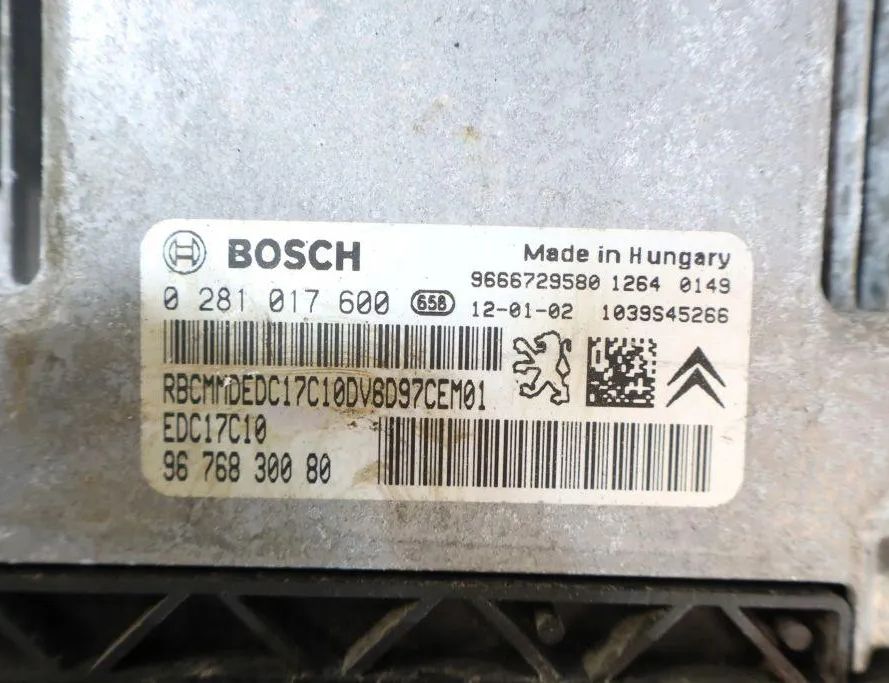 BOSCH
Made in Hungary
9666729580 1264 0149
0 281 017 600 658
12-01-02 1039S45266
RBCMMDEDC17C10DV6D97CEM01
EDC17C10
96 768 300 80